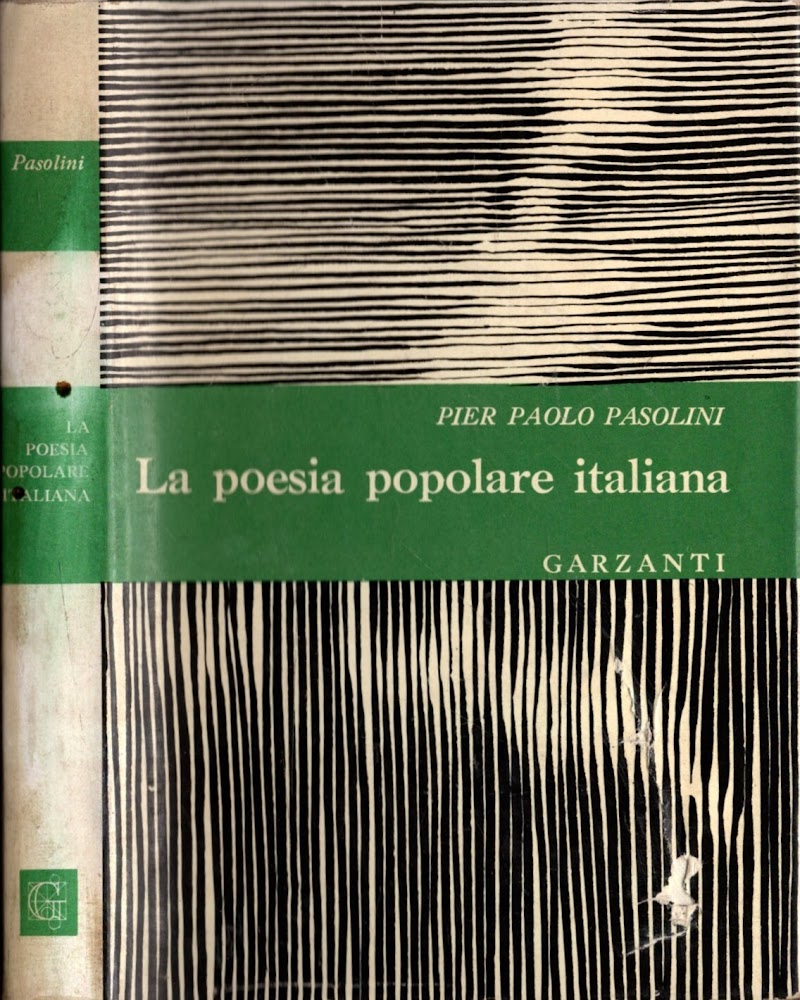 Pasolini
LA
POESIA
POPOLARE
ITALIANA
PIER PAOLO PASOLINI
La poesia popolare italiana
GARZANTI
G